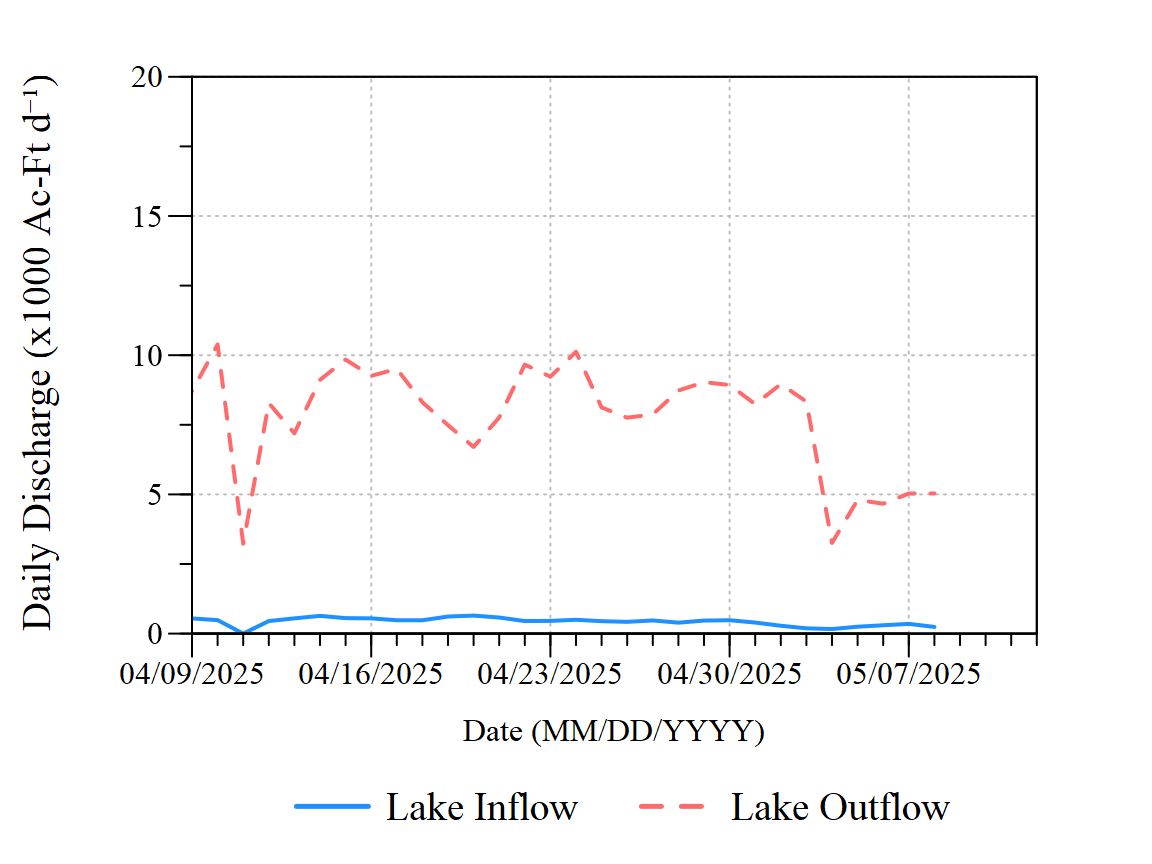 Daily Discharge (x1000 Ac-Ft d⁻¹)
20
15
10
5
0
04/09/2025 04/16/2025 04/23/2025 04/30/2025 05/07/2025
Date (MM/DD/YYYY)
Lake Inflow Lake Outflow